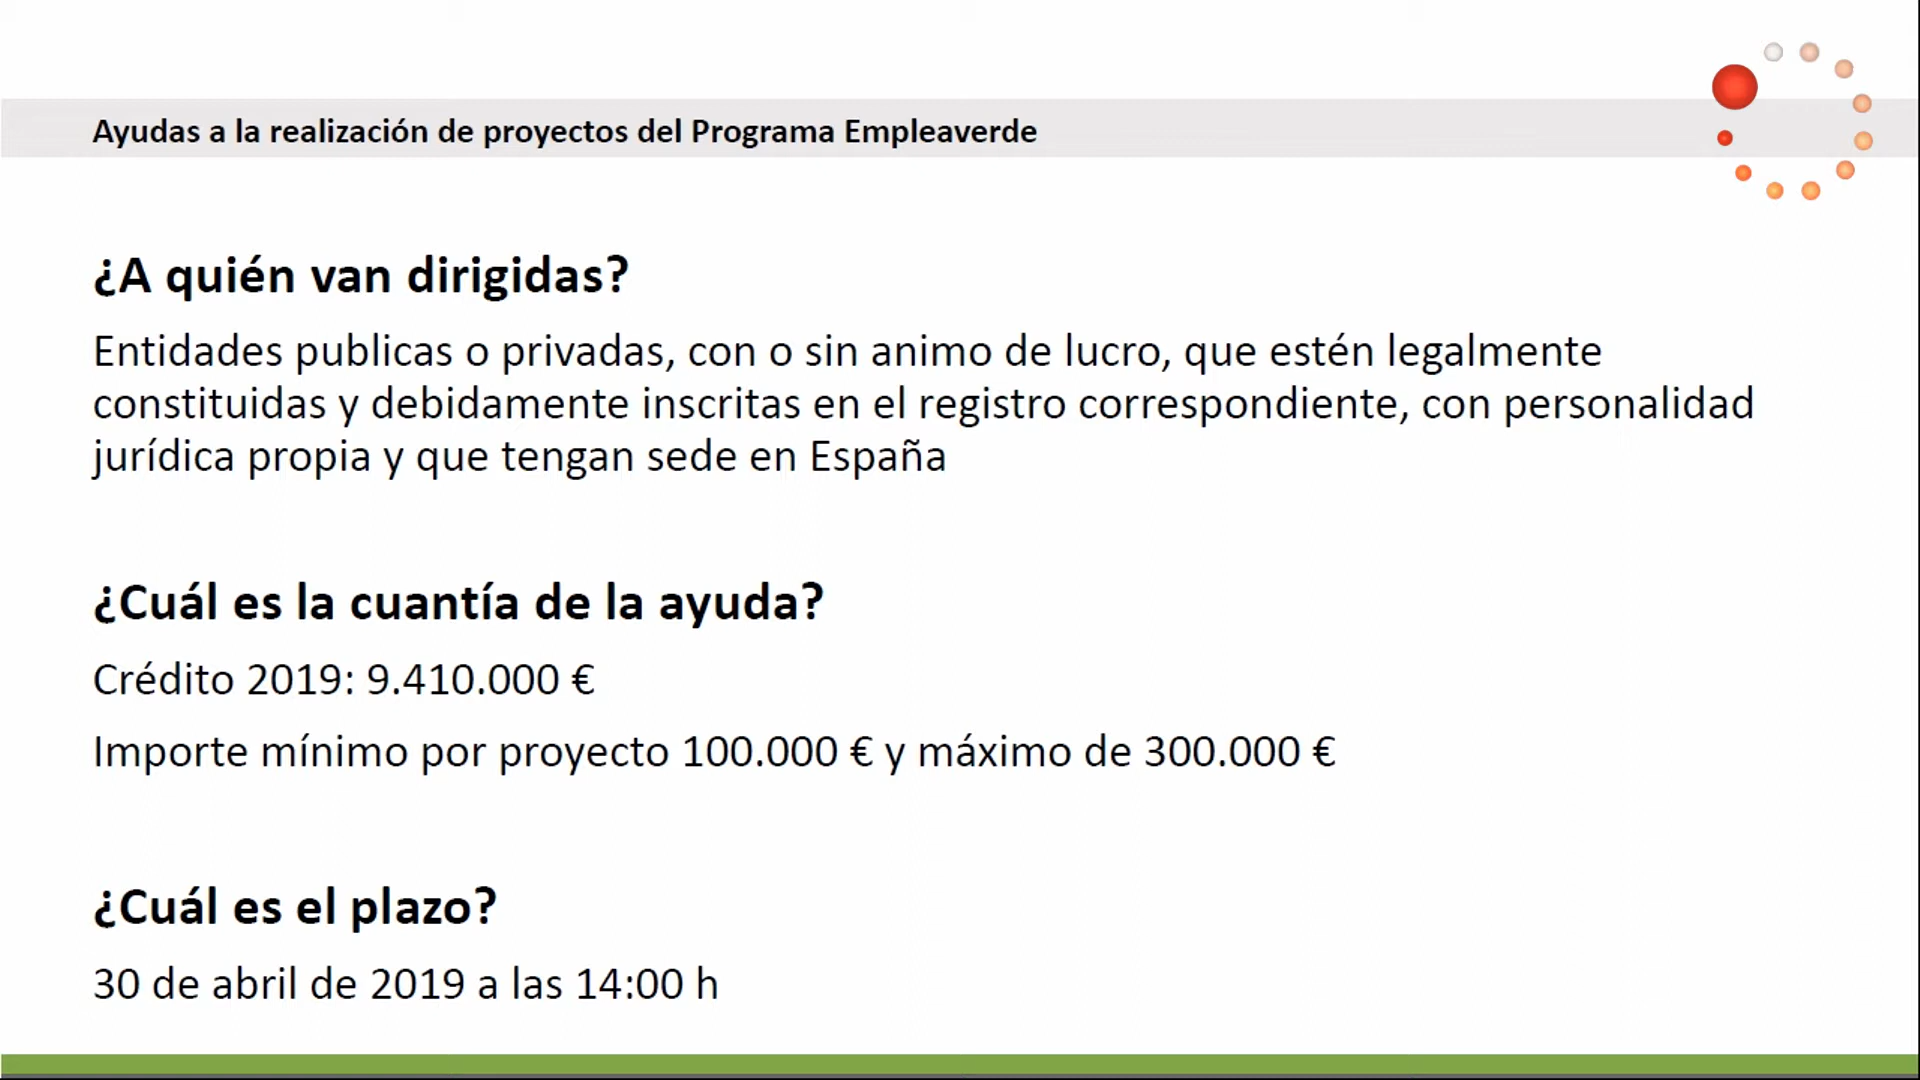 Ayudas a la realización de proyectos del Programa Empleaverde
¿A quién van dirigidas?
Entidades publicas o privadas, con o sin animo de lucro, que estén legalmente
constituidas y debidamente inscritas en el registro correspondiente, con personalidad
jurídica propia y que tengan sede en España
¿Cuál es la cuantía de la ayuda?
Crédito 2019: 9.410.000 €
Importe mínimo por proyecto 100.000 € y máximo de 300.000 €
¿Cuál es el plazo?
30 de abril de 2019 a las 14:00 h